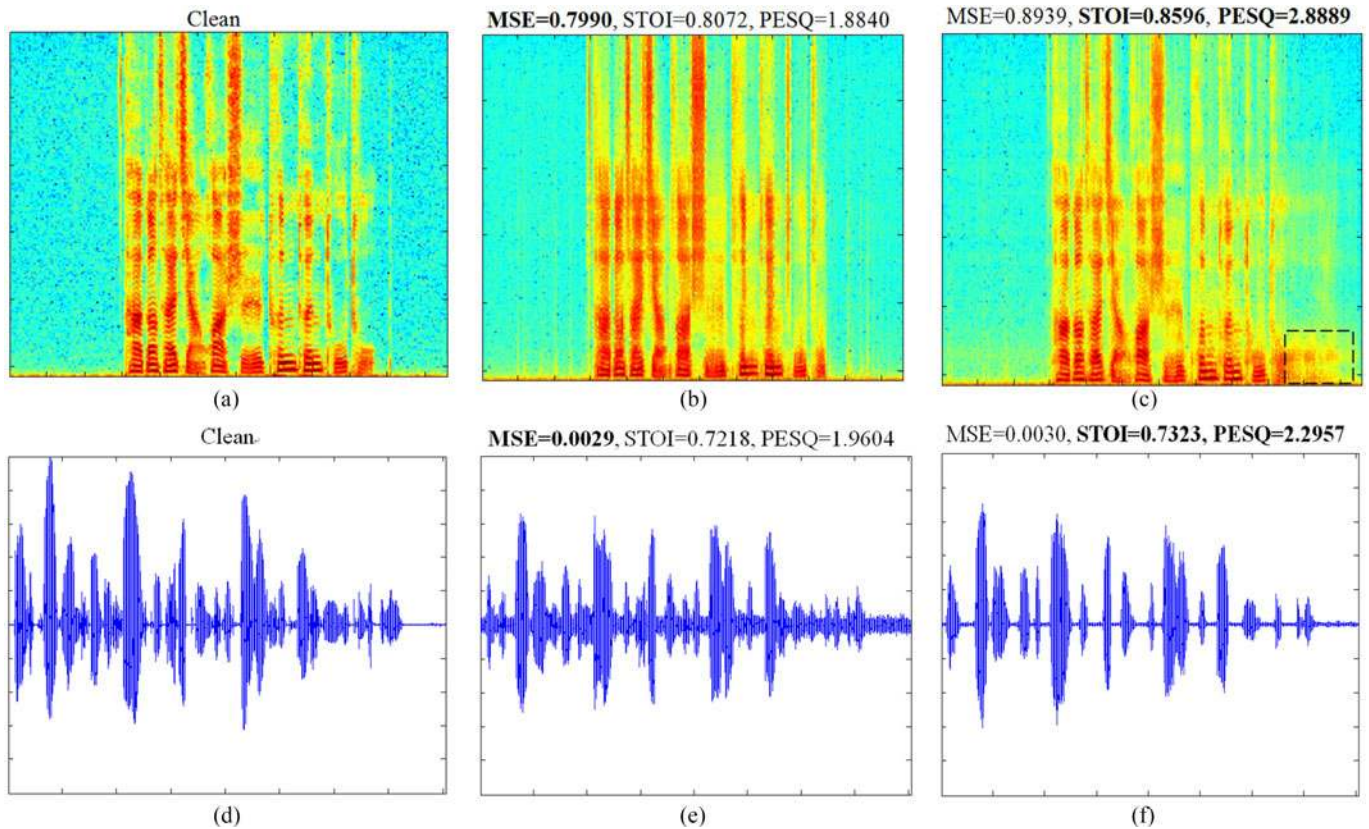 Clean
MSE=0.7990, STOI=0.8072, PESQ=1.8840
MSE=0.8939, STOI=0.8596, PESQ=2.8889
(a)
(b)
(c)
Clean
MSE=0.0029, STOI=0.7218, PESQ=1.9604
MSE=0.0030, STOI=0.7323, PESQ=2.2957
(d)
(e)
(f)